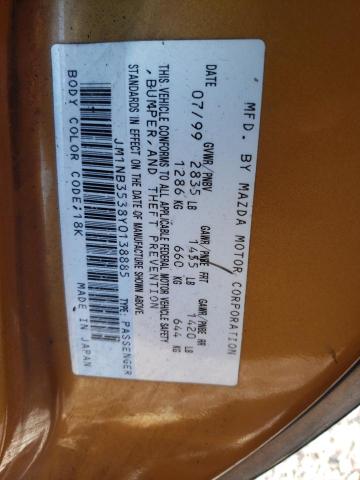 MFD. BY MAZDA MOTOR CORPORATION
DATE GVWR/PNBV GAWR/PNBE FRT GAWR/PNBE RR
07/99 2835 LB 1435 LB 1420 LB
1286 KG 660 KG 644 KG
THIS VEHICLE CONFORMS TO ALL APPLICABLE FEDERAL MOTOR VEHICLE SAFETY
,BUMPER,AND THEFT PREVENTION
STANDARDS IN EFFECT ON THE DATE OF MANUFACTURE SHOWN ABOVE.
JM1NB3538Y0138885 TYPE: PASSENGER
BODY COLOR CODE;18K MADE IN JAPAN